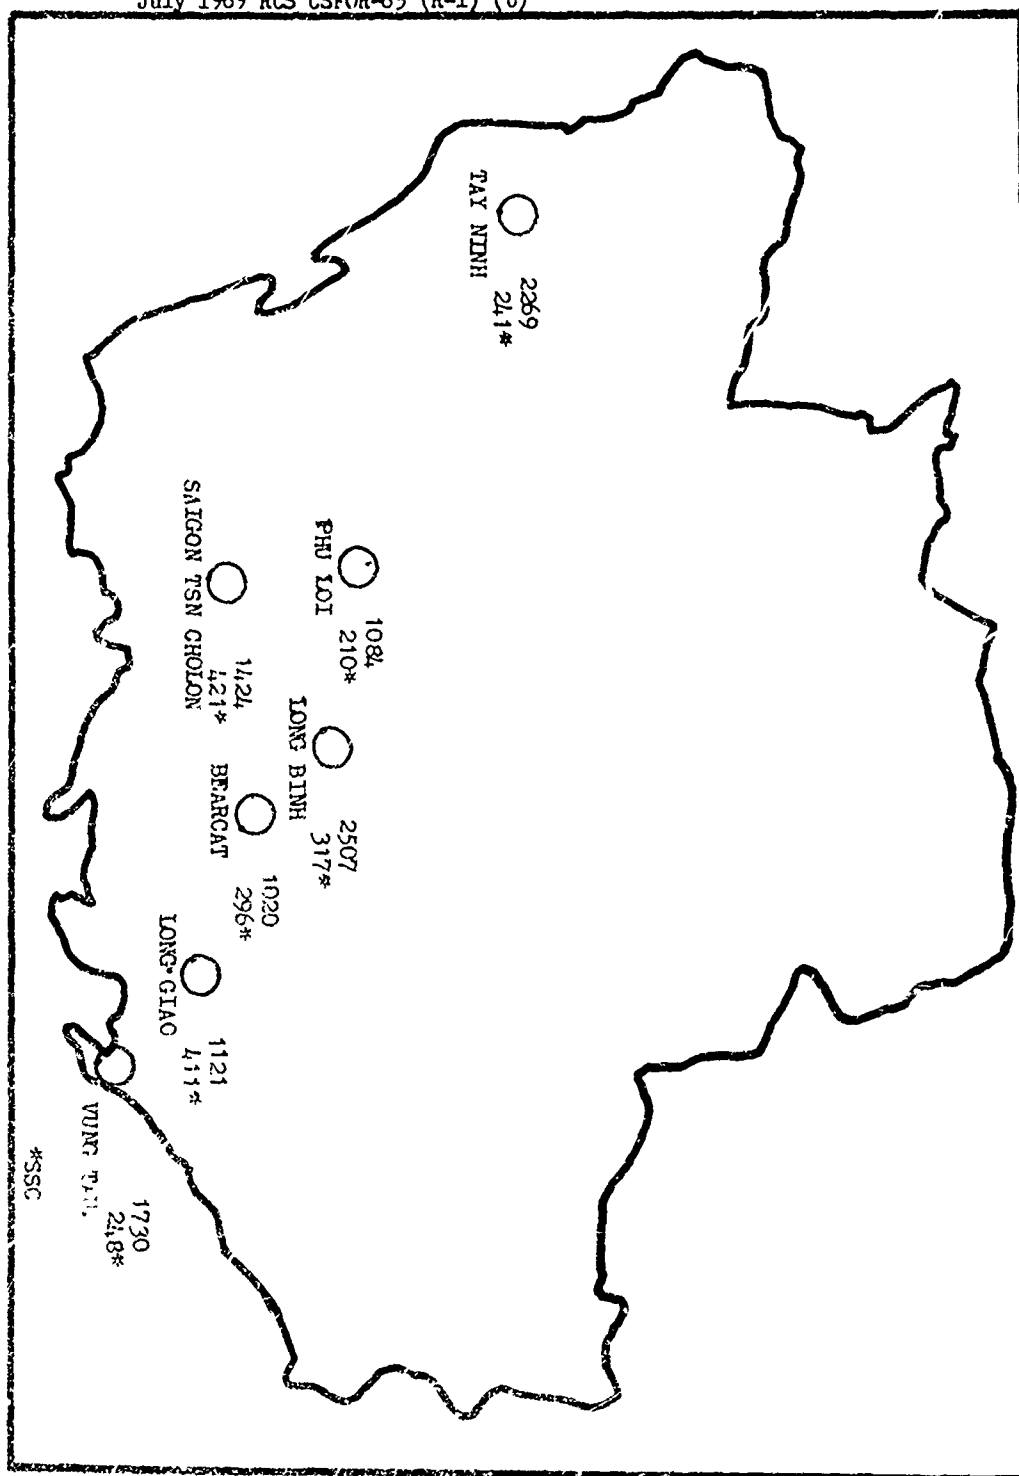 July 1969 RCS CSFOR-65 (R-1) (U)
TAY NINH
2269
241*
PHU LOI
1084
210*
SAIGON TSN CHOLON
1424
421*
LONG BINH
2507
317*
BEARCAT
1020
296*
LONG GIAO
1121
411*
VUNG
1730
248*
*SSC